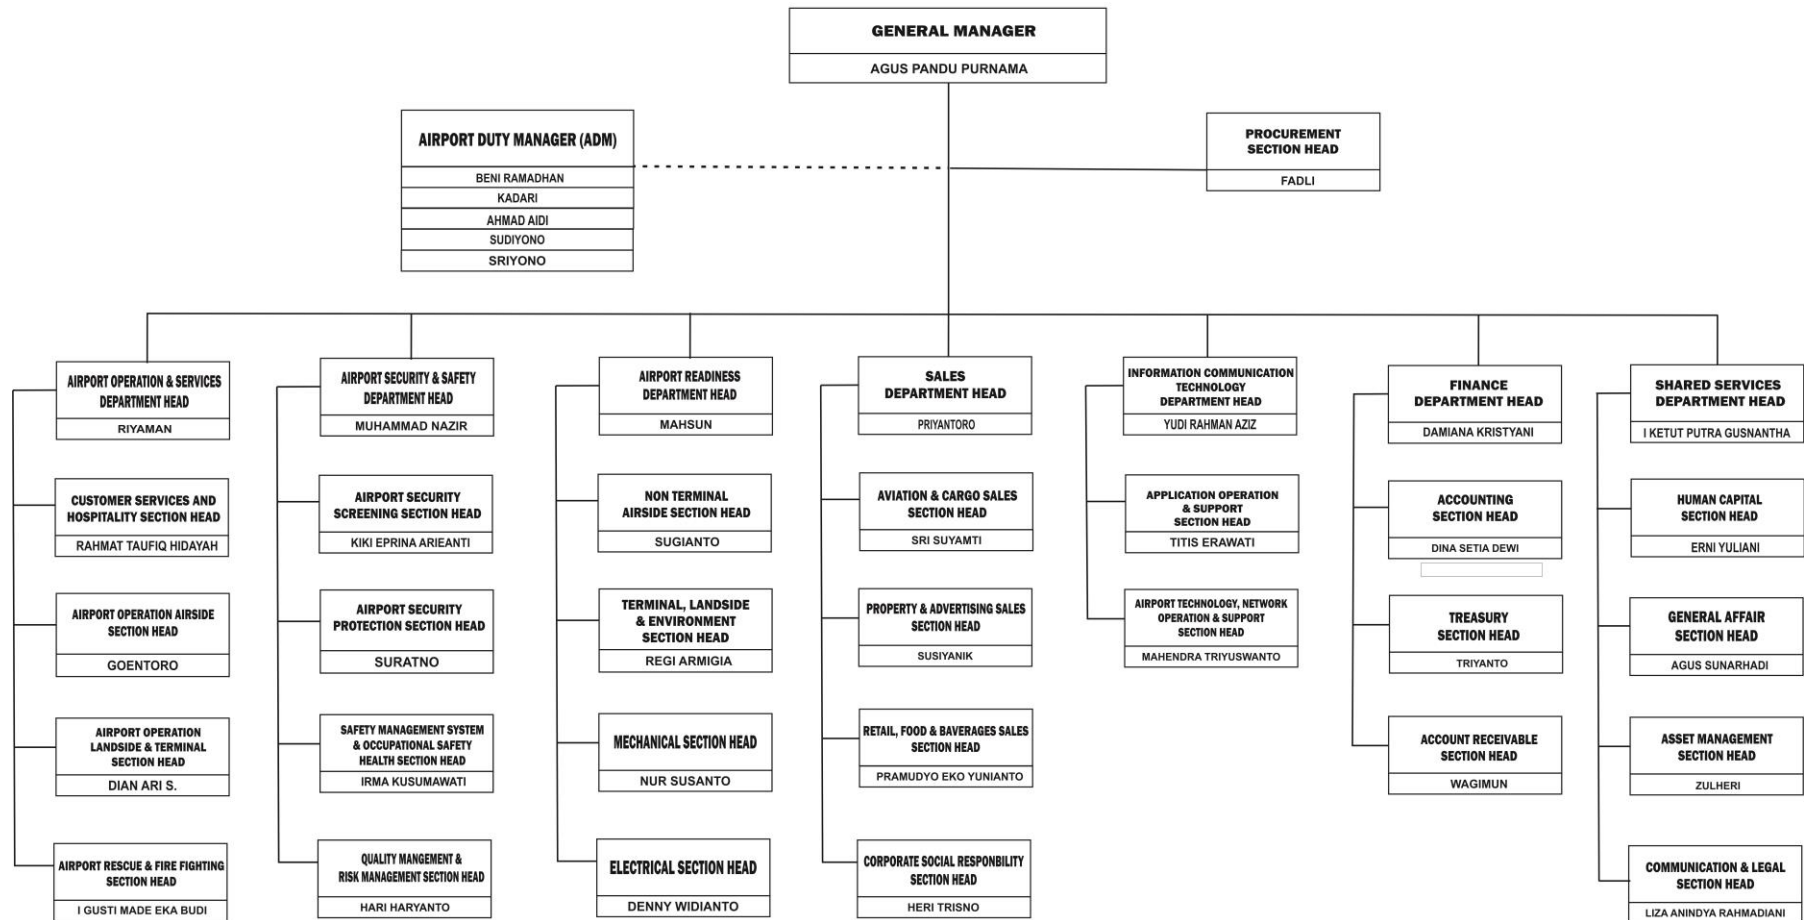 GENERAL MANAGER
AGUS PANDU PURNAMA
AIRPORT DUTY MANAGER (ADM)
BENI RAMADHAN
KADARI
AHMAD AIDI
SUDIYONO
SRIYONO
PROCUREMENT
SECTION HEAD
FADLI
AIRPORT OPERATION & SERVICES
DEPARTMENT HEAD
RIYAMAN
CUSTOMER SERVICES AND
HOSPITALITY SECTION HEAD
RAHMAT TAUFIQ HIDAYAH
AIRPORT OPERATION AIRSIDE
SECTION HEAD
GOENTORO
AIRPORT OPERATION
LANDSIDE & TERMINAL
SECTION HEAD
DIAN ARI S.
AIRPORT RESCUE & FIRE FIGHTING
SECTION HEAD
I GUSTI MADE EKA BUDI
AIRPORT SECURITY & SAFETY
DEPARTMENT HEAD
MUHAMMAD NAZIR
AIRPORT SECURITY
SCREENING SECTION HEAD
KIKI EPRINA ARIEANTI
AIRPORT SECURITY
PROTECTION SECTION HEAD
SURATNO
SAFETY MANAGEMENT SYSTEM
& OCCUPATIONAL SAFETY
HEALTH SECTION HEAD
IRMA KUSUMAWATI
QUALITY MANGEMENT &
RISK MANAGEMENT SECTION HEAD
HARI HARYANTO
AIRPORT READINESS
DEPARTMENT HEAD
MAHSUN
NON TERMINAL
AIRSIDE SECTION HEAD
SUGIANTO
TERMINAL, LANDSIDE
& ENVIRONMENT
SECTION HEAD
REGI ARMIGIA
MECHANICAL SECTION HEAD
NUR SUSANTO
ELECTRICAL SECTION HEAD
DENNY WIDIANTO
SALES
DEPARTMENT HEAD
PRIYANTORO
AVIATION & CARGO SALES
SECTION HEAD
SRI SUYAMTI
PROPERTY & ADVERTISING SALES
SECTION HEAD
SUSIYANIK
RETAIL, FOOD & BAVERAGES SALES
SECTION HEAD
PRAMUDYO EKO YUNIANTO
CORPORATE SOCIAL RESPONBILITY
SECTION HEAD
HERI TRISNO
INFORMATION COMMUNICATION
TECHNOLOGY
DEPARTMENT HEAD
YUDI RAHMAN AZIZ
APPLICATION OPERATION
& SUPPORT
SECTION HEAD
TITIS ERAWATI
AIRPORT TECHNOLOGY, NETWORK
OPERATION & SUPPORT
SECTION HEAD
MAHENDRA TRIYUSWANTO
FINANCE
DEPARTMENT HEAD
DAMIANA KRISTYANI
ACCOUNTING
SECTION HEAD
DINA SETIA DEWI
TREASURY
SECTION HEAD
TRIYANTO
ACCOUNT RECEIVABLE
SECTION HEAD
WAGIMUN
SHARED SERVICES
DEPARTMENT HEAD
I KETUT PUTRA GUSNANTHA
HUMAN CAPITAL
SECTION HEAD
ERNI YULIANI
GENERAL AFFAIR
SECTION HEAD
AGUS SUNARHADI
ASSET MANAGEMENT
SECTION HEAD
ZULHERI
COMMUNICATION & LEGAL
SECTION HEAD
LIZA ANINDYA RAHMADIANI